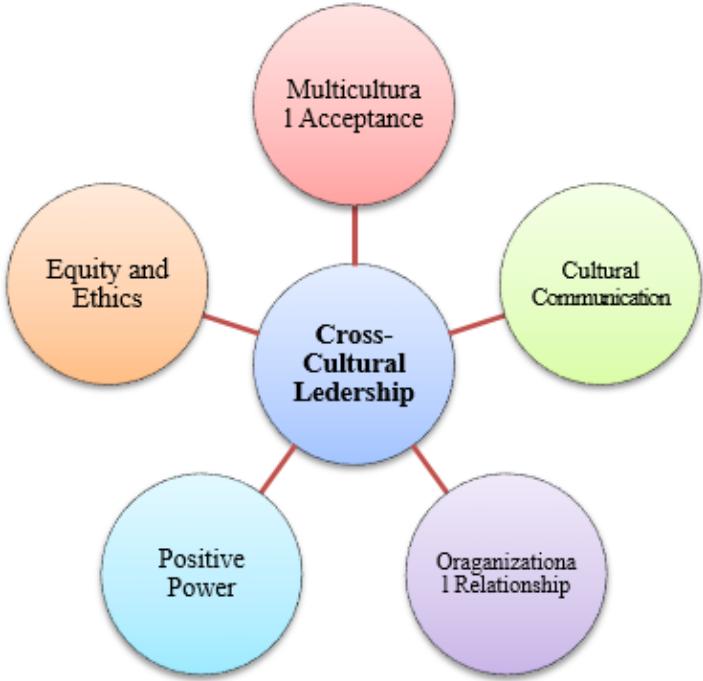 Multicultura
l Acceptance
Equity and
Ethics
Cultural
Communication
Cross-
Cultural
Ledership
Positive
Power
Oraganizationa
l Relationship